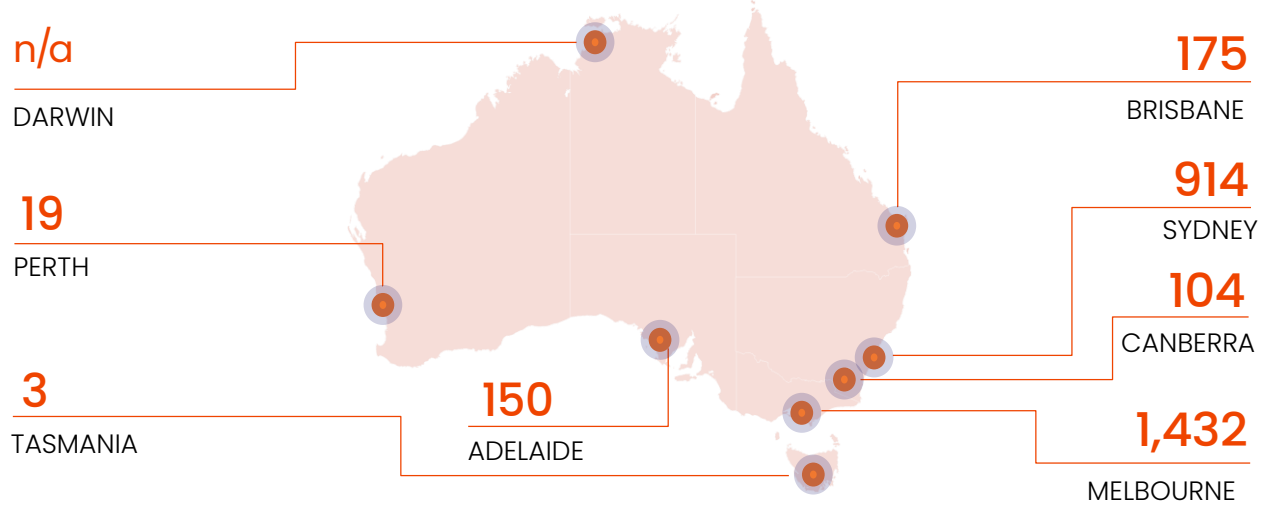 n/a
DARWIN
175
BRISBANE
19
PERTH
914
SYDNEY
104
CANBERRA
3
TASMANIA
150
ADELAIDE
1,432
MELBOURNE